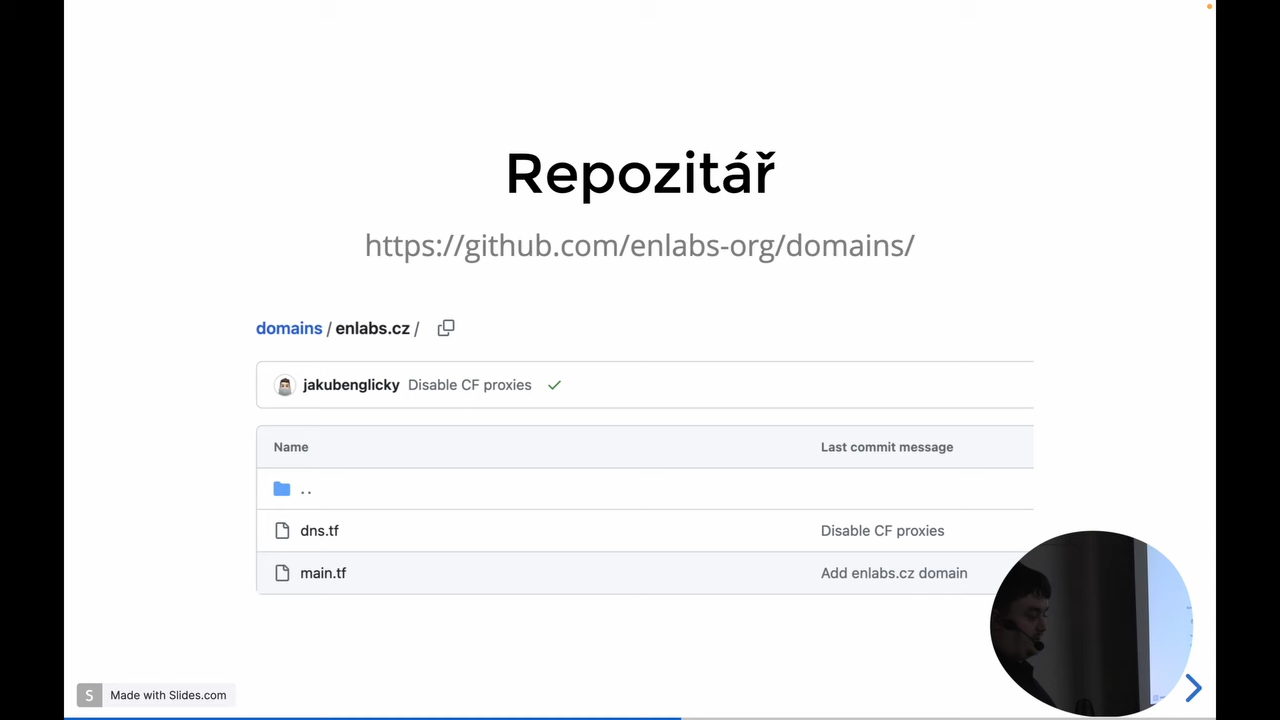 Repozitář
https://github.com/enlabs-org/domains/
domains / enlabs.cz /
jakubenglicky Disable CF proxies
Name Last commit message
..
dns.tf Disable CF proxies
main.tf Add enlabs.cz domain
S Made with Slides.com